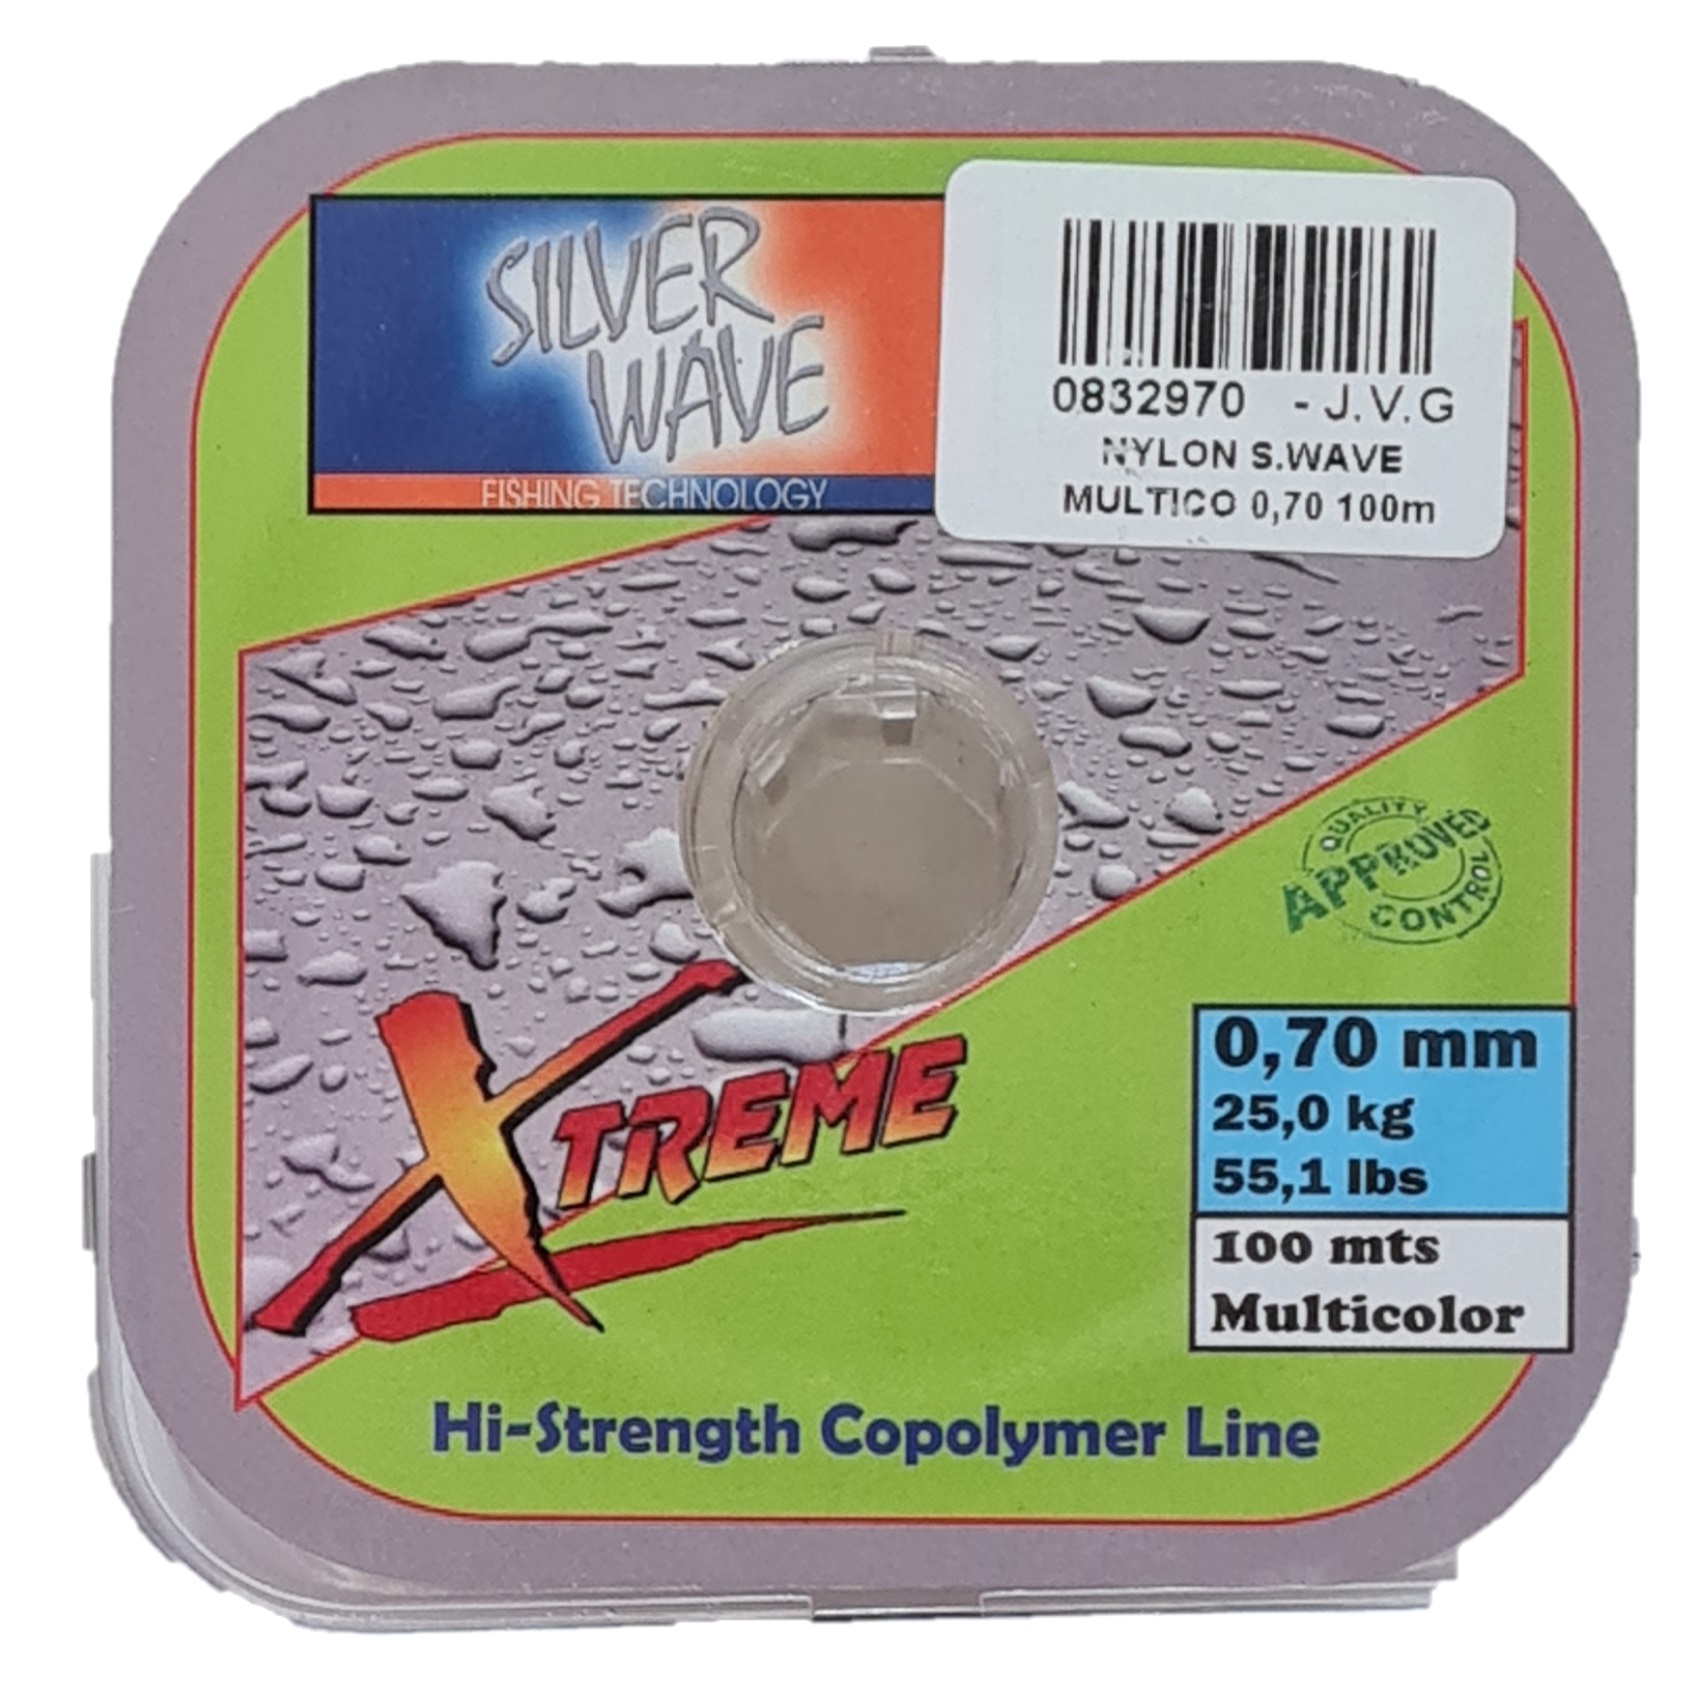 SILVER
WAVE
FISHING TECHNOLOGY
0832970 - J.V.G
NYLON S.WAVE
MULTICO 0,70 100m
QUALITY
APPROVED
CONTROL
XTREME
0,70 mm
25,0 kg
55,1 lbs
100 mts
Multicolor
Hi-Strength Copolymer Line